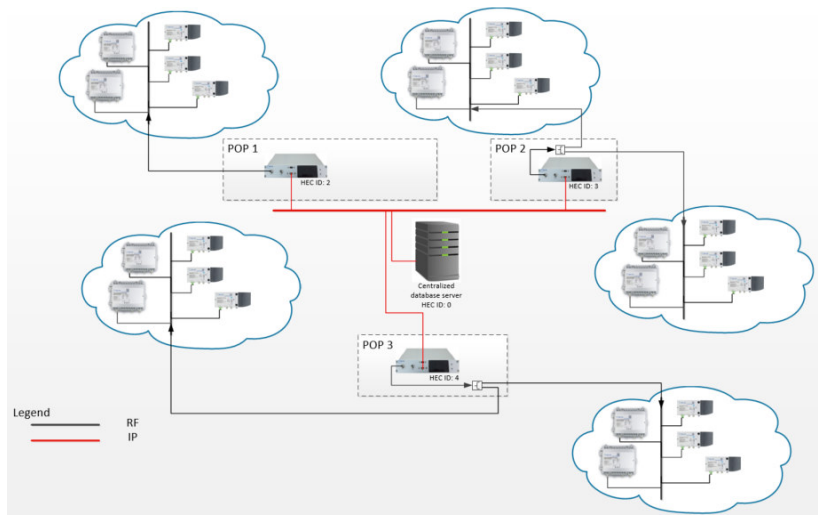 POP 1
HEC ID: 2
POP 2
HEC ID: 3
Centralized
database server
HEC ID: 0
POP 3
HEC ID: 4
Legend
RF
IP